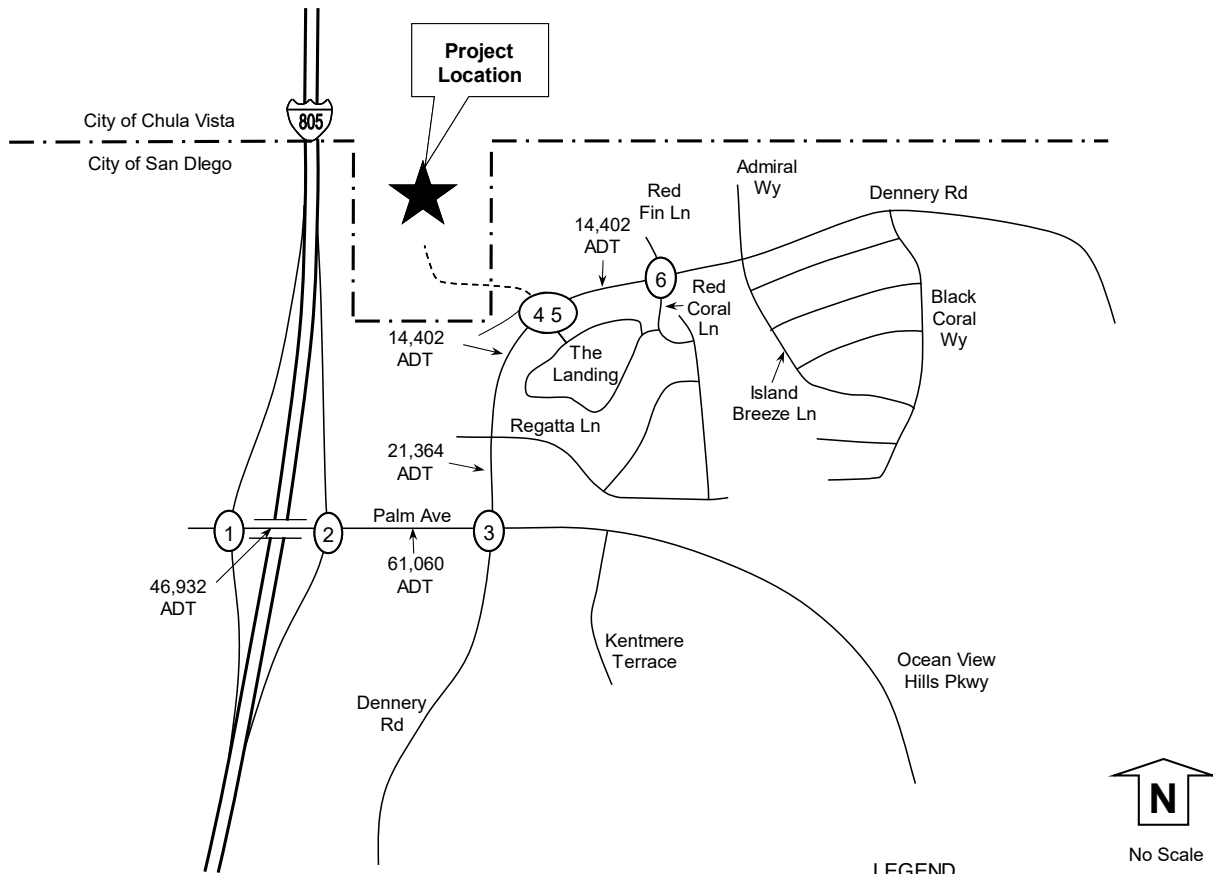 Project
Location
City of Chula Vista
805
City of San DIego
Admiral
Wy
Red
Fin Ln
Dennery Rd
14,402
ADT
6
Red
Coral
Ln
Black
Coral
Wy
4 5
14,402
ADT
The
Landing
Island
Breeze Ln
Regatta Ln
21,364
ADT
Palm Ave
1
2
3
61,060
ADT
46,932
ADT
Kentmere
Terrace
Ocean View
Hills Pkwy
Dennery
Rd
N
No Scale
LEGEND